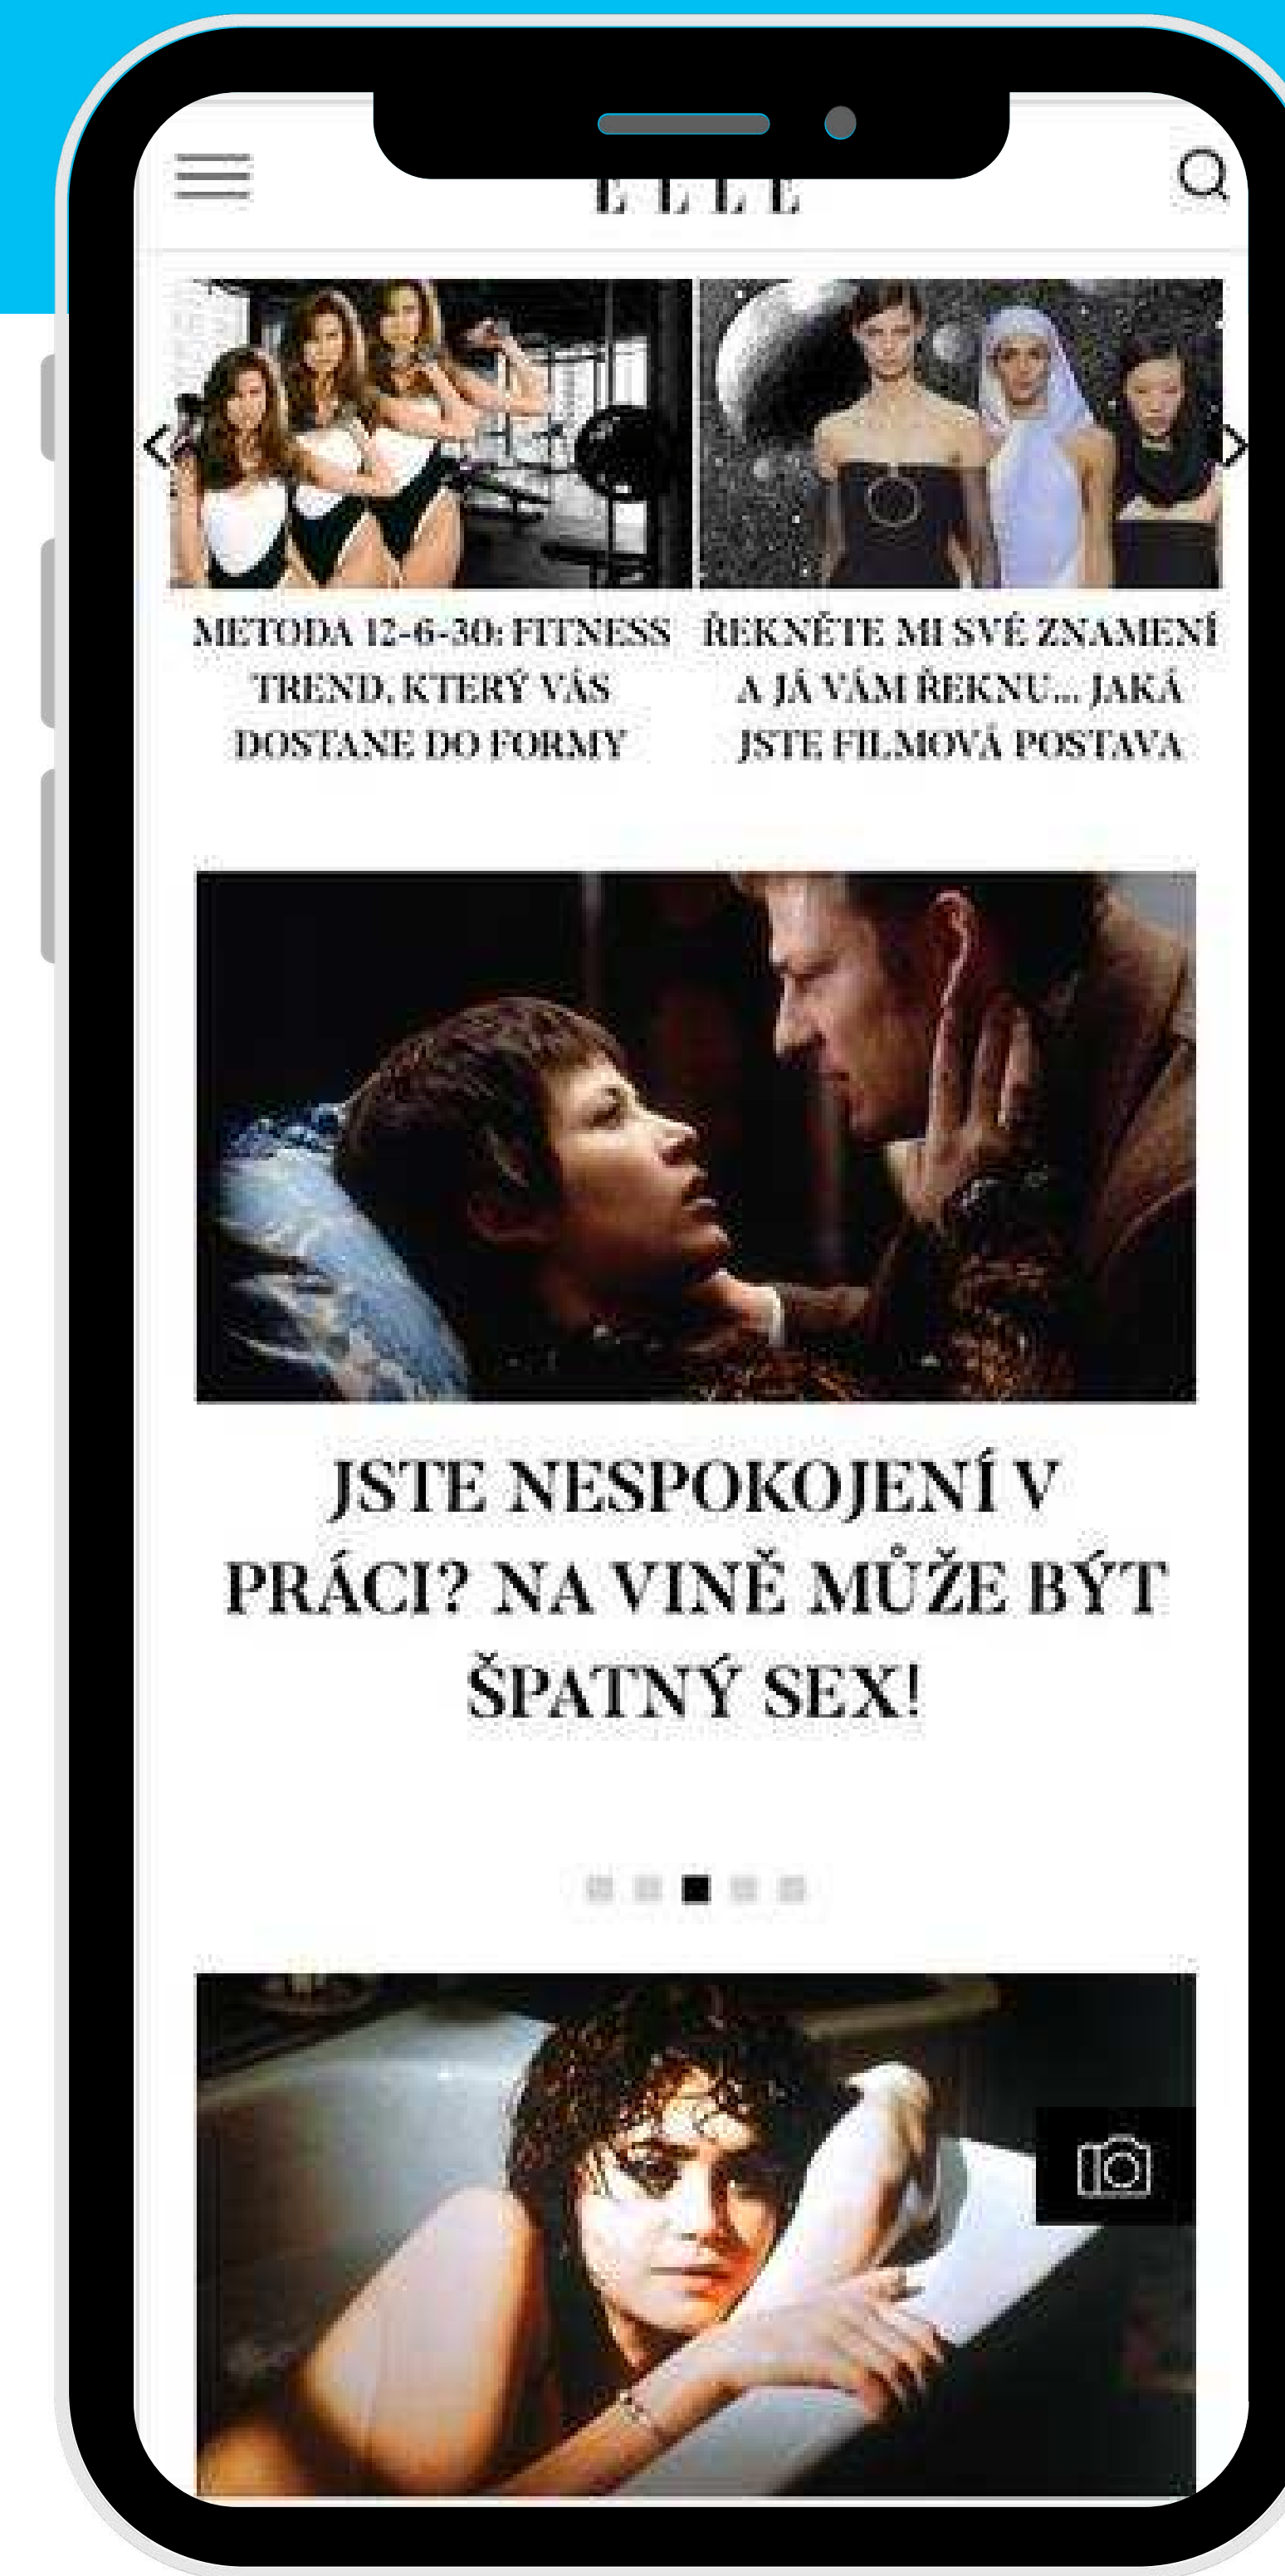 ELLE
METODA 12-6-30: FITNESS
TREND, KTERÝ VÁS
DOSTANE DO FORMY
ŘEKNĚTE MI SVÉ ZNAMENÍ
A JÁ VÁM ŘEKNU... JAKÁ
JSTE FILMOVÁ POSTAVA
JSTE NESPOKOJENÍ V
PRÁCI? NA VINĚ MŮŽE BÝT
ŠPATNÝ SEX!